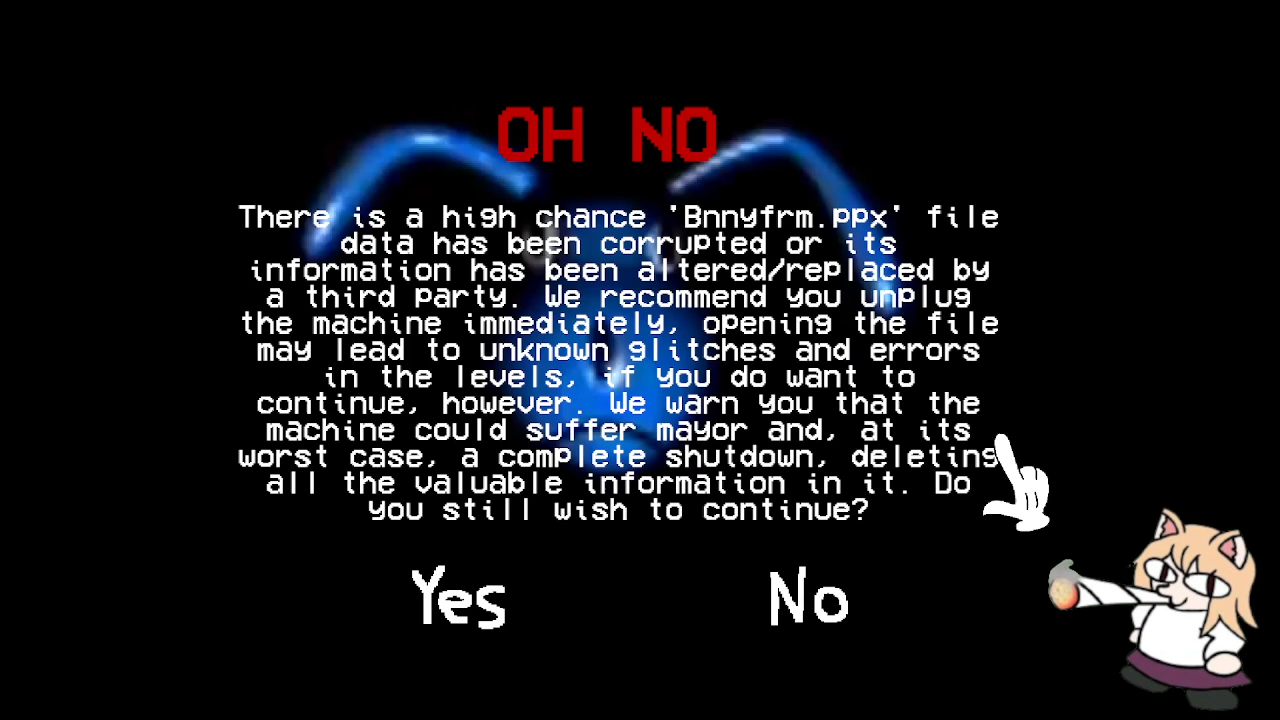 OH NO
There is a high chance 'Bnnyfrm.ppx' file
data has been corrupted or its
information has been altered/replaced by
a third party. We recommend you unplug
the machine immediately, opening the file
may lead to unknown glitches and errors
in the levels, if you do want to
continue, however. We warn you that the
machine could suffer mayor and, at its
worst case, a complete shutdown, deleting
all the valuable information in it. Do
you still wish to continue?
Yes No